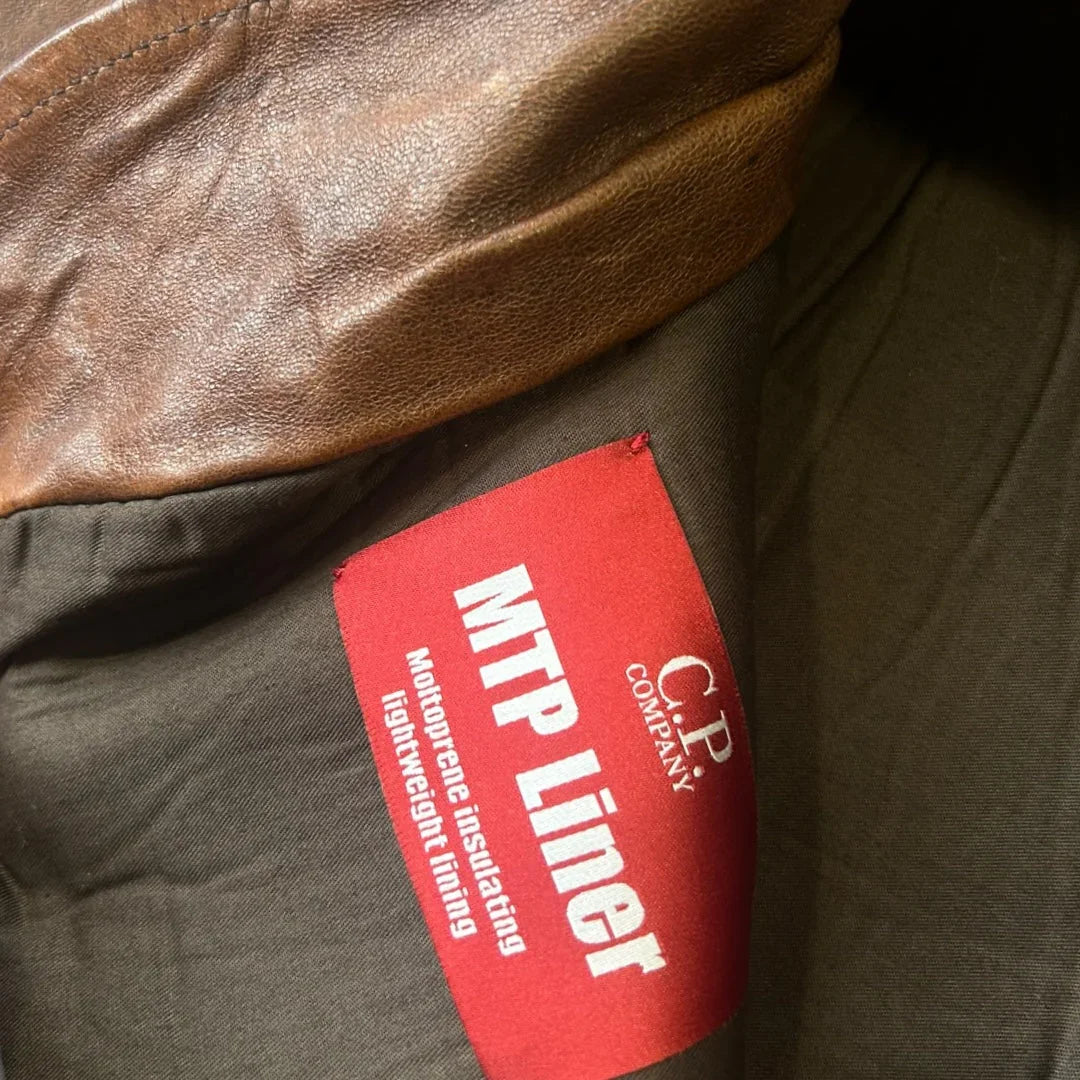 C.P.
COMPANY
MTP Liner
Moltoprene insulating
lightweight lining